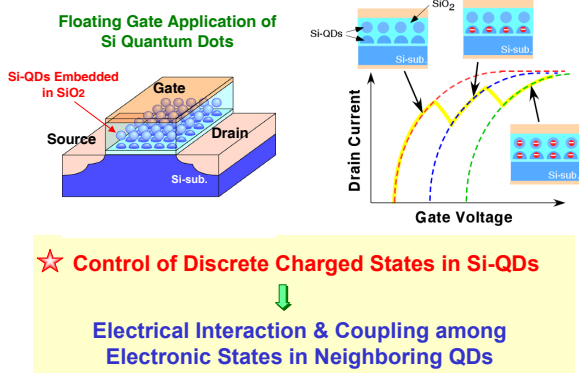 Floating Gate Application of
Si Quantum Dots
Si-QDs Embedded
in SiO2
Gate
Source
Drain
Si-sub.
SiO2
Si-QDs
Si-sub.
Si-sub.
Si-sub.
Drain Current
Gate Voltage
Control of Discrete Charged States in Si-QDs
Electrical Interaction & Coupling among
Electronic States in Neighboring QDs